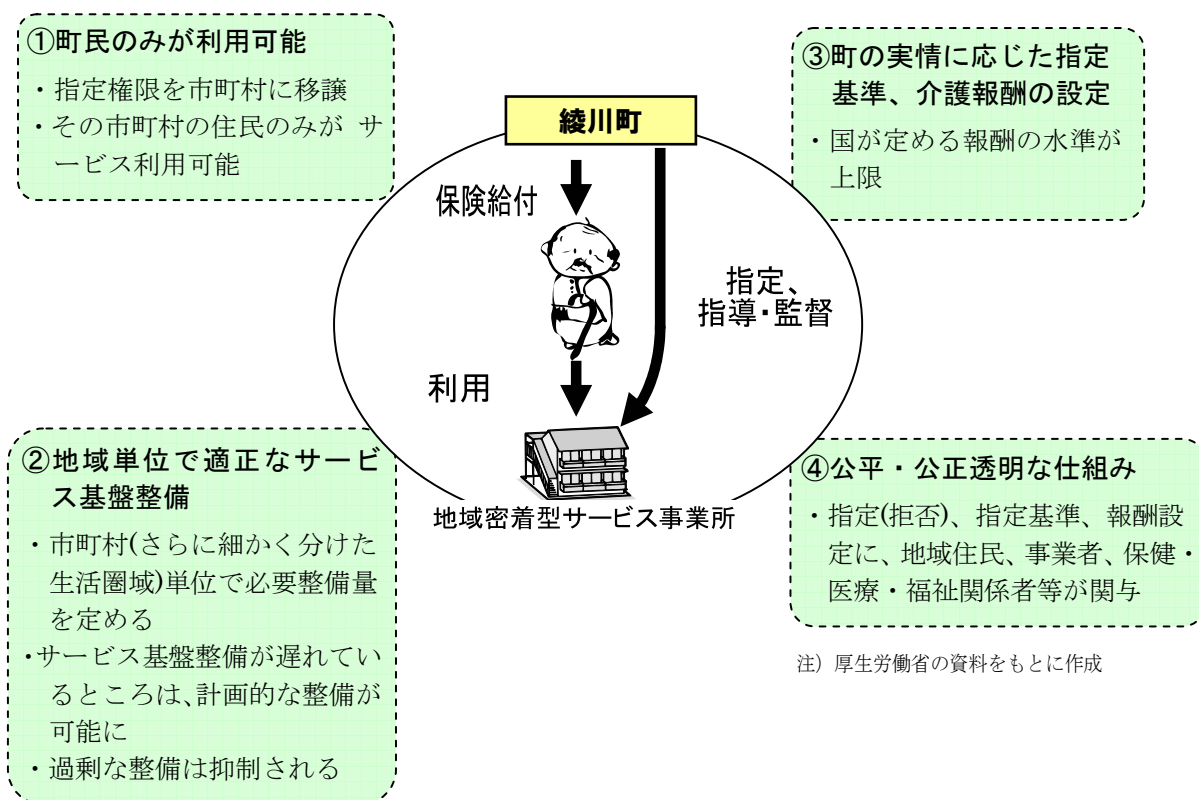 ①町民のみが利用可能
・指定権限を市町村に移譲
・その市町村の住民のみが サ
ービス利用可能
③町の実情に応じた指定
基準、介護報酬の設定
・国が定める報酬の水準が
上限
綾川町
保険給付
指定、
指導・監督
利用
地域密着型サービス事業所
②地域単位で適正なサービ
ス基盤整備
・市町村(さらに細かく分けた
生活圏域)単位で必要整備量
を定める
・サービス基盤整備が遅れてい
るところは、計画的な整備が
可能に
・過剰な整備は抑制される
④公平・公正透明な仕組み
・指定(拒否)、指定基準、報酬設
定に、地域住民、事業者、保健・
医療・福祉関係者等が関与
注）厚生労働省の資料をもとに作成